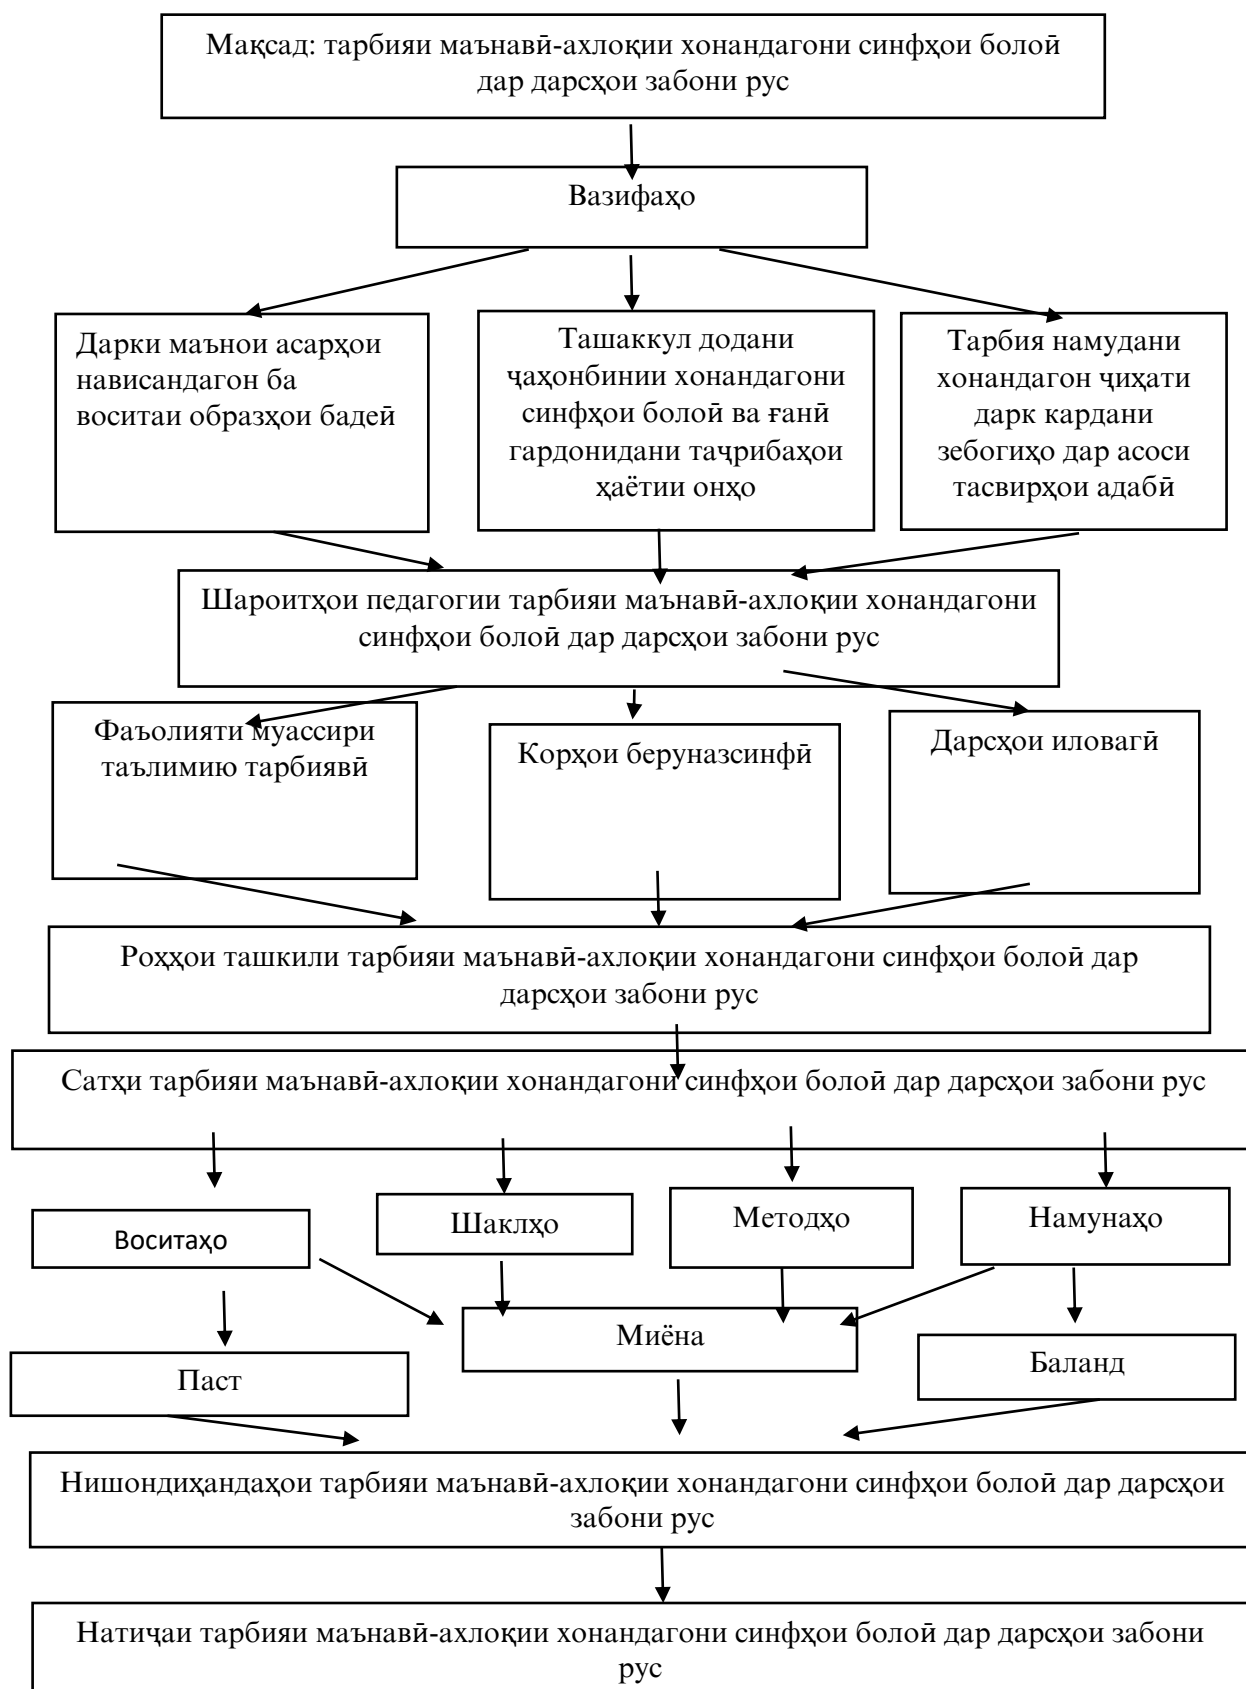 Мақсад: тарбияи маънавӣ-ахлоқии хонандагони синфҳои болоӣ
дар дарсҳои забони рус
Вазифаҳо
Дарки маънои асарҳои
нависандагон ба
воситаи образҳои бадеӣ
Ташаккул додани
ҷаҳонбинии хонандагони
синфҳои болоӣ ва ғанӣ
гардонидани таҷрибаҳои
ҳаётии онҳо
Тарбия намудани
хонандагон ҷиҳати
дарк кардани
зебогиҳо дар асоси
тасвирҳои адабӣ
Шароитҳои педагогии тарбияи маънавӣ-ахлоқии хонандагони
синфҳои болоӣ дар дарсҳои забони рус
Фаъолияти муассири
таълимию тарбиявӣ
Корҳои беруназсинфӣ
Дарсҳои иловагӣ
Роҳҳои ташкили тарбияи маънавӣ-ахлоқии хонандагони синфҳои болоӣ дар
дарсҳои забони рус
Сатҳи тарбияи маънавӣ-ахлоқии хонандагони синфҳои болоӣ дар дарсҳои забони рус
Воситаҳо
Шаклҳо
Методҳо
Намунаҳо
Миёна
Паст
Баланд
Нишондиҳандаҳои тарбияи маънавӣ-ахлоқии хонандагони синфҳои болоӣ дар дарсҳои
забони рус
Натиҷаи тарбияи маънавӣ-ахлоқии хонандагони синфҳои болоӣ дар дарсҳои забони
рус